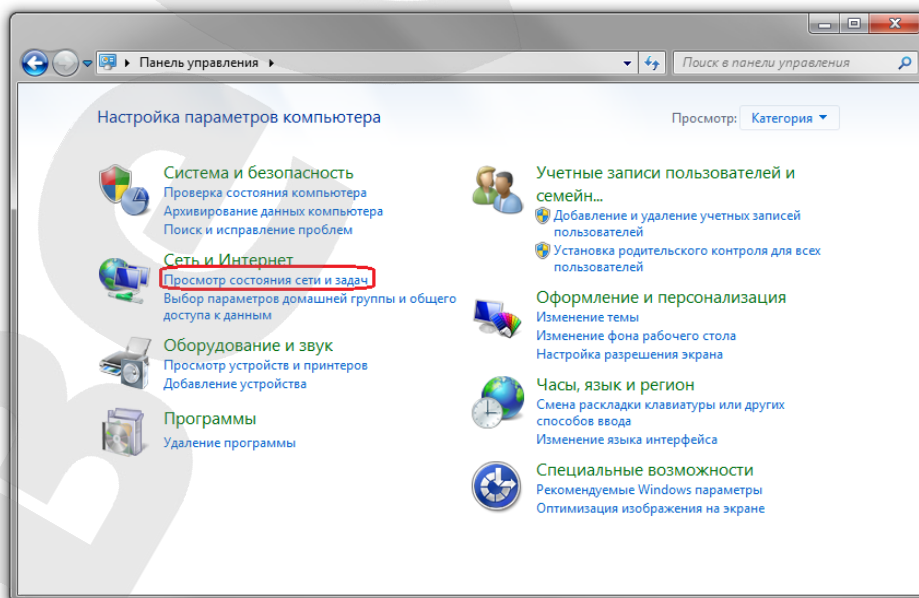 Панель управления
Поиск в панели управления
Настройка параметров компьютера
Просмотр: Категория
Система и безопасность
Проверка состояния компьютера
Архивирование данных компьютера
Поиск и исправление проблем
Сеть и Интернет
Просмотр состояния сети и задач
Выбор параметров домашней группы и общего
доступа к данным
Оборудование и звук
Просмотр устройств и принтеров
Добавление устройства
Программы
Удаление программы
Учетные записи пользователей и
семейн...
Добавление и удаление учетных записей
пользователей
Установка родительского контроля для всех
пользователей
Оформление и персонализация
Изменение темы
Изменение фона рабочего стола
Настройка разрешения экрана
Часы, язык и регион
Смена раскладки клавиатуры или других
способов ввода
Изменение языка интерфейса
Специальные возможности
Рекомендуемые Windows параметры
Оптимизация изображения на экране